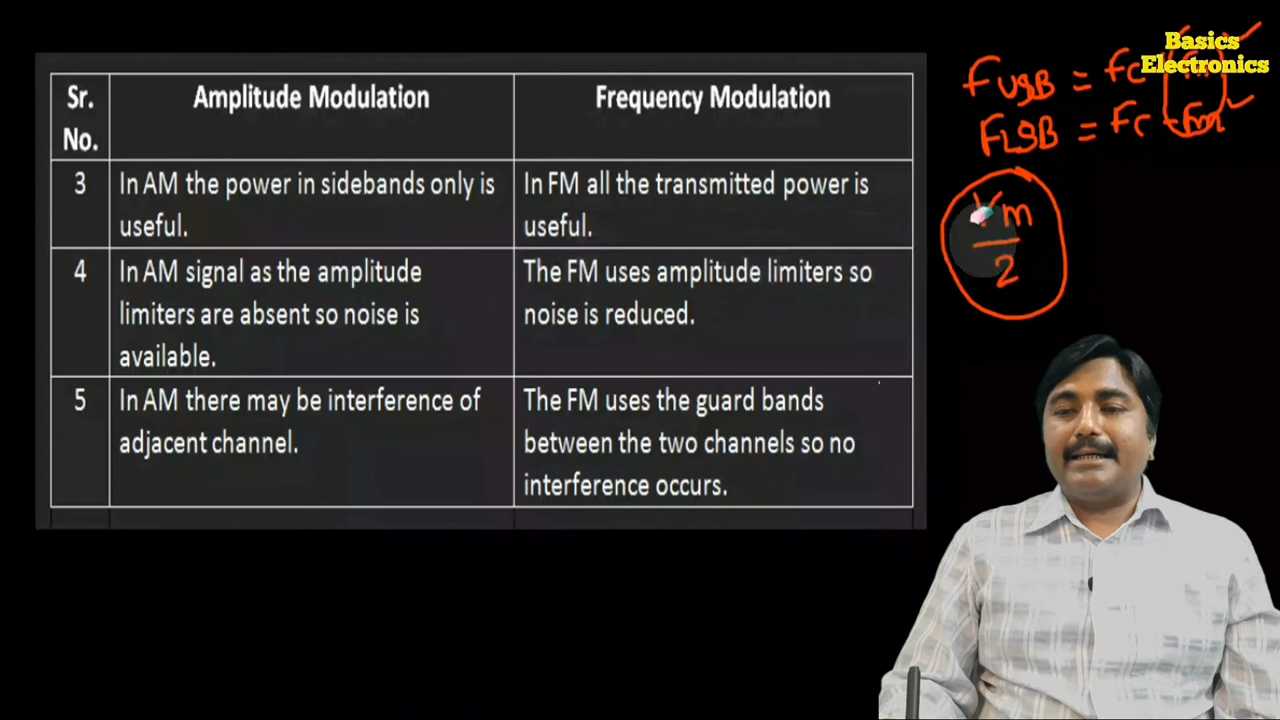 Basics
Electronics
F USB = fc
F LSB = fc - fm
Vm
2
Sr. No.
Amplitude Modulation
Frequency Modulation
3
In AM the power in sidebands only is
useful.
In FM all the transmitted power is
useful.
4
In AM signal as the amplitude
limiters are absent so noise is
available.
The FM uses amplitude limiters so
noise is reduced.
5
In AM there may be interference of
adjacent channel.
The FM uses the guard bands
between the two channels so no
interference occurs.